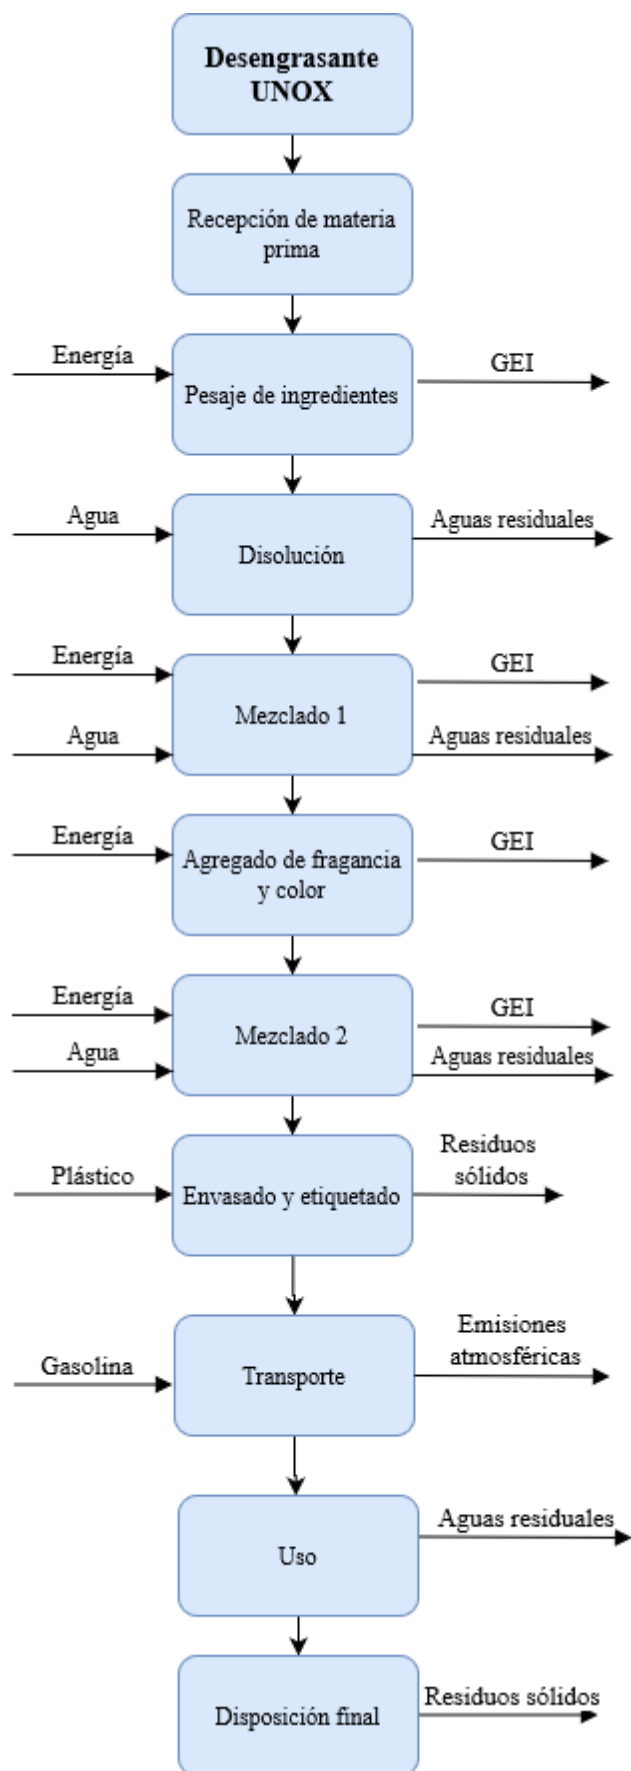 Desengrasante
UNOX
Recepción de materia
prima
Energía
Pesaje de ingredientes
GEI
Agua
Disolución
Aguas residuales
Energía
GEI
Mezclado 1
Agua
Aguas residuales
Energía
Agregado de fragancia
y color
GEI
Energía
GEI
Mezclado 2
Agua
Aguas residuales
Plástico
Envasado y etiquetado
Residuos
sólidos
Gasolina
Transporte
Emisiones
atmosféricas
Uso
Aguas residuales
Disposición final
Residuos sólidos